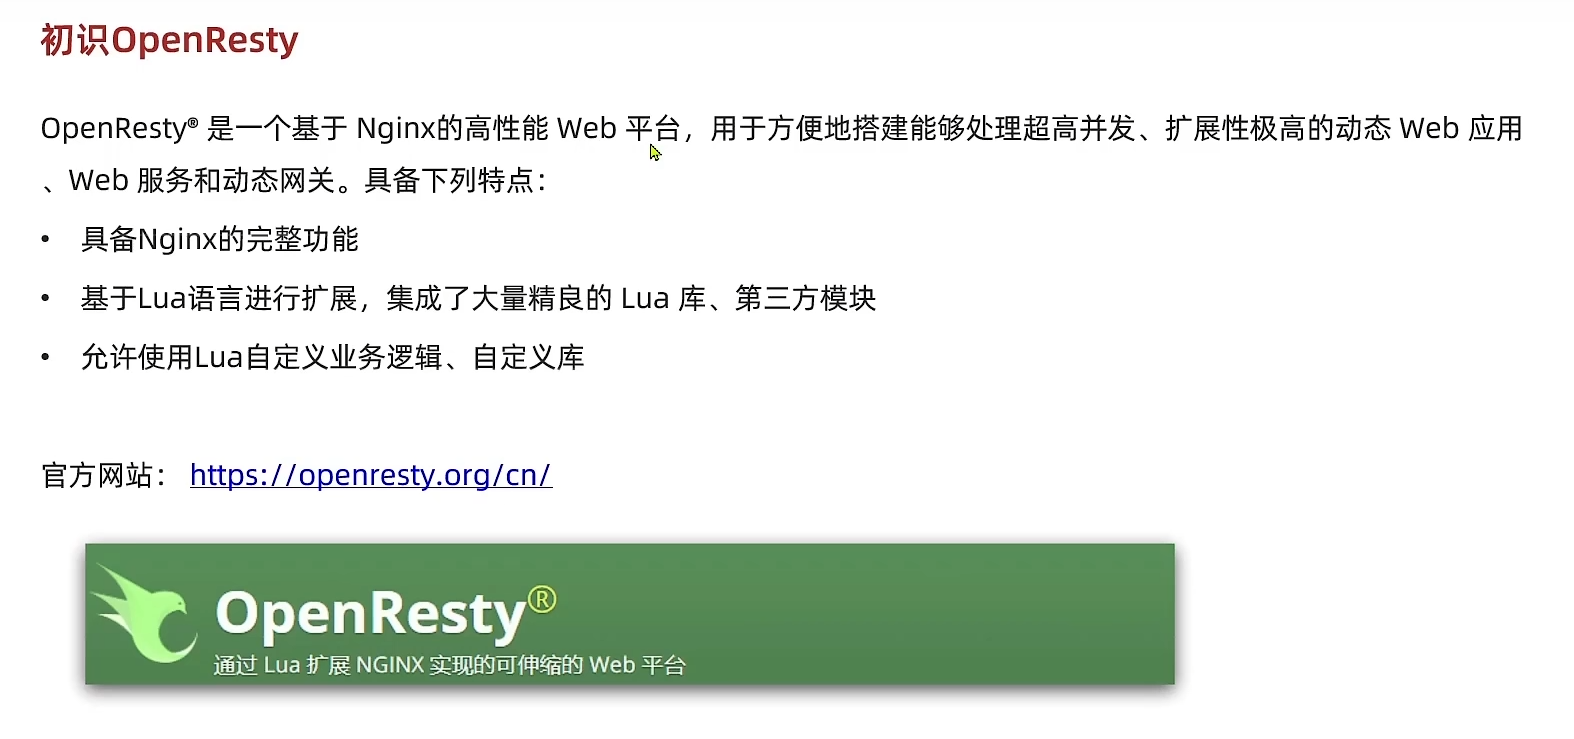 初识OpenResty
OpenResty® 是一个基于 Nginx的高性能 Web 平台，用于方便地搭建能够处理超高并发、扩展性极高的动态 Web 应用
、Web 服务和动态网关。具备下列特点：
• 具备Nginx的完整功能
• 基于Lua语言进行扩展，集成了大量精良的 Lua 库、第三方模块
• 允许使用Lua自定义业务逻辑、自定义库
官方网站： https://openresty.org/cn/
OpenResty®
通过 Lua 扩展 NGINX 实现的可伸缩的 Web 平台